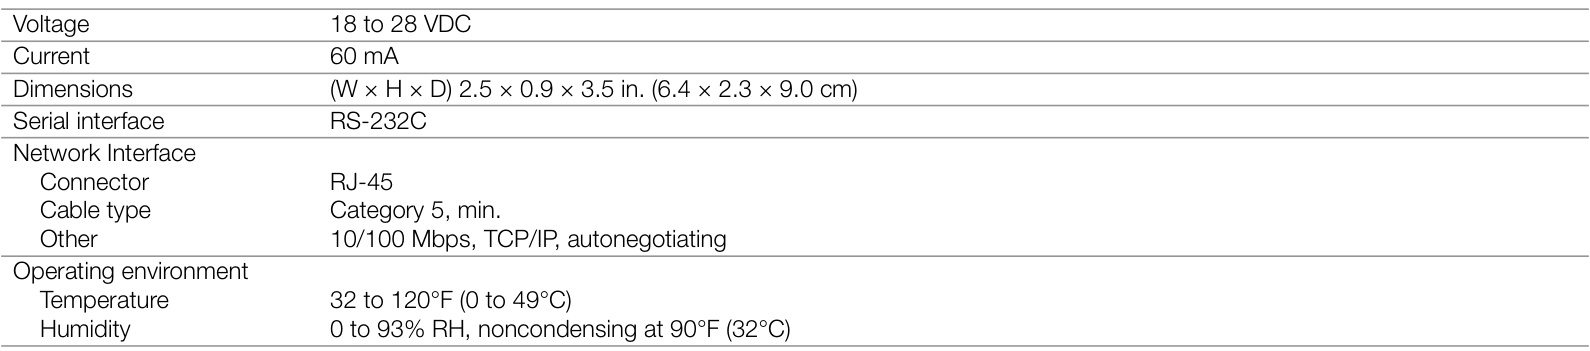 Voltage 18 to 28 VDC
Current 60 mA
Dimensions (W × H × D) 2.5 × 0.9 × 3.5 in. (6.4 × 2.3 × 9.0 cm)
Serial interface RS-232C
Network Interface
Connector RJ-45
Cable type Category 5, min.
Other 10/100 Mbps, TCP/IP, autonegotiating
Operating environment
Temperature 32 to 120°F (0 to 49°C)
Humidity 0 to 93% RH, noncondensing at 90°F (32°C)